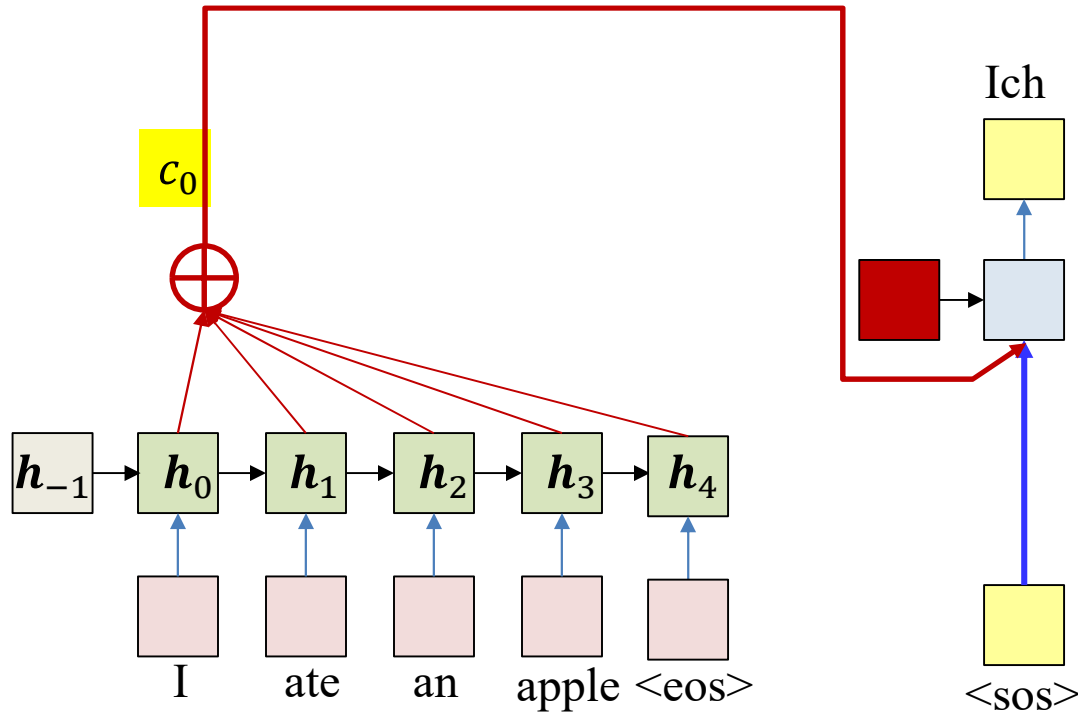 Ich
c₀
h₋₁ h₀ h₁ h₂ h₃ h₄
I ate an apple <eos> <sos>